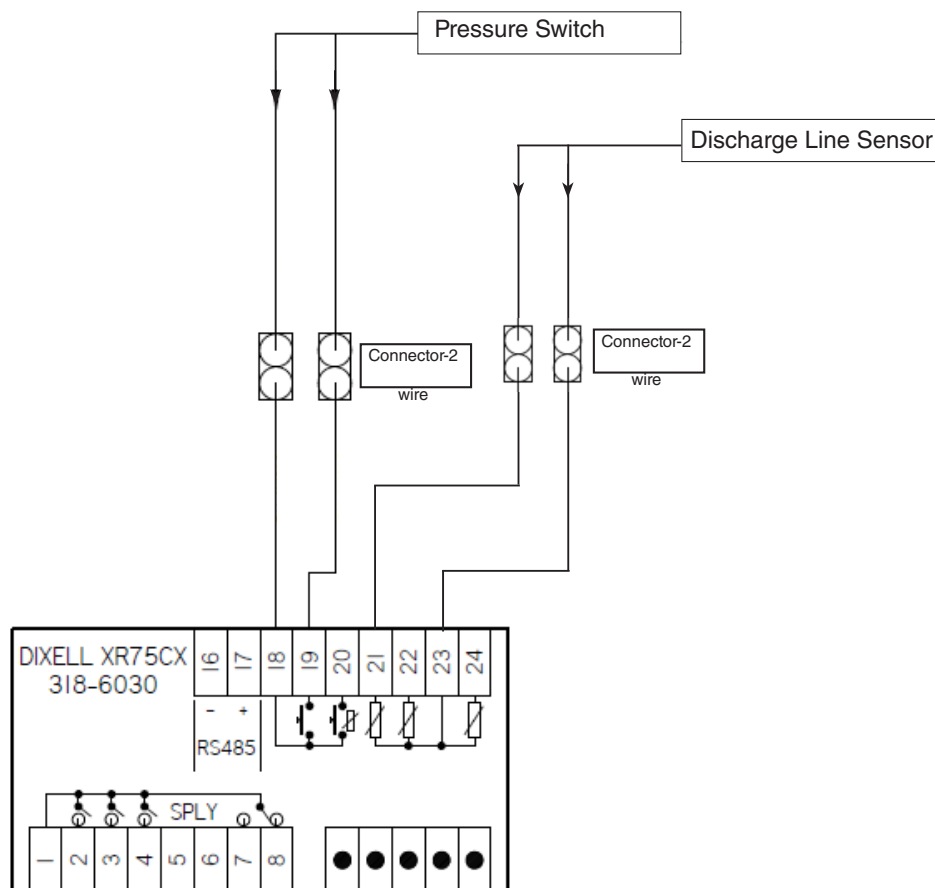 Pressure Switch
Discharge Line Sensor
Connector-2
wire
Connector-2
wire
DIXELL XR75CX
318-6030
16 17 18 19 20 21 22 23 24
- +
RS485
SPLY
1 2 3 4 5 6 7 8